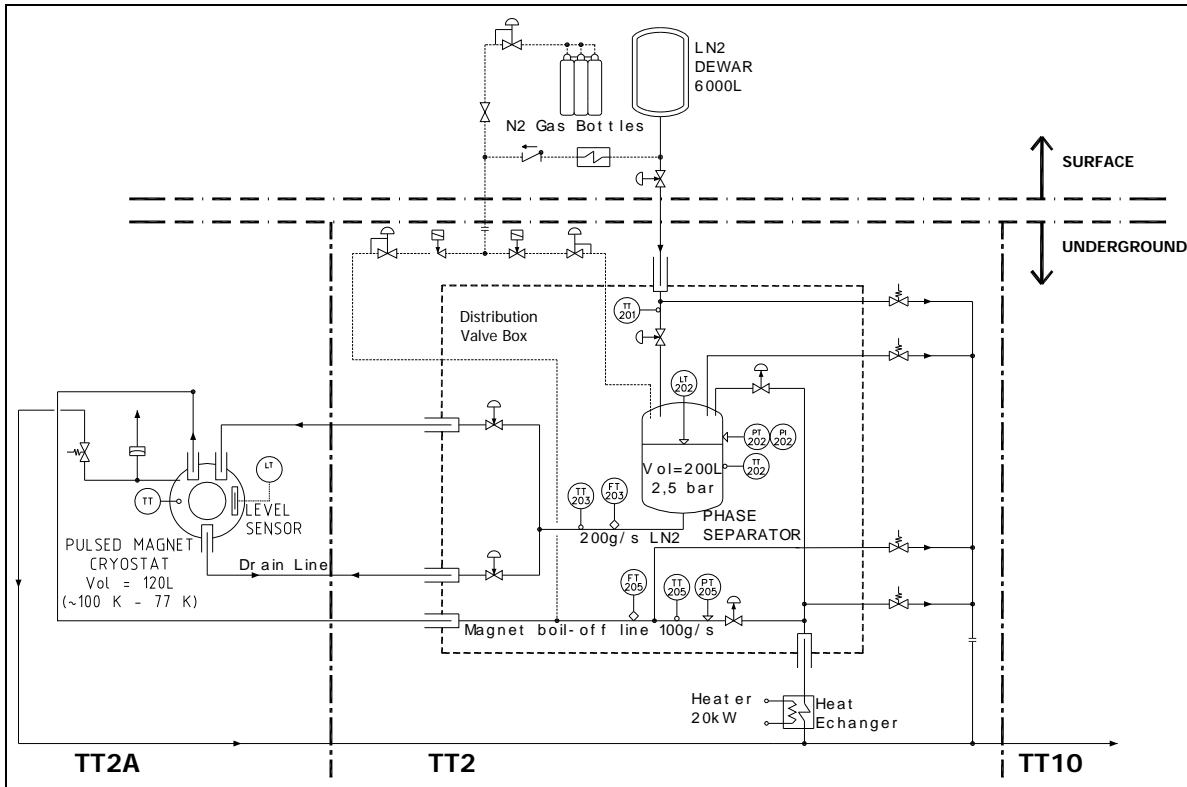 LN2
DEWAR
6000L
N2 Gas Bottles
SURFACE
UNDERGROUND
Distribution
Valve Box
TT
201
LT
202
PT
202
PI
202
TT
202
Vol=200L
2,5 bar
PHASE
SEPARATOR
TT
203
FT
203
200g/s LN2
LT
TT
LEVEL
SENSOR
PULSED MAGNET
CRYOSTAT
Vol = 120L
(~100 K - 77 K)
Drain Line
FT
205
TT
205
PT
205
Magnet boil-off line 100g/s
Heater
20kW
Heat
Echanger
TT2A
TT2
TT10